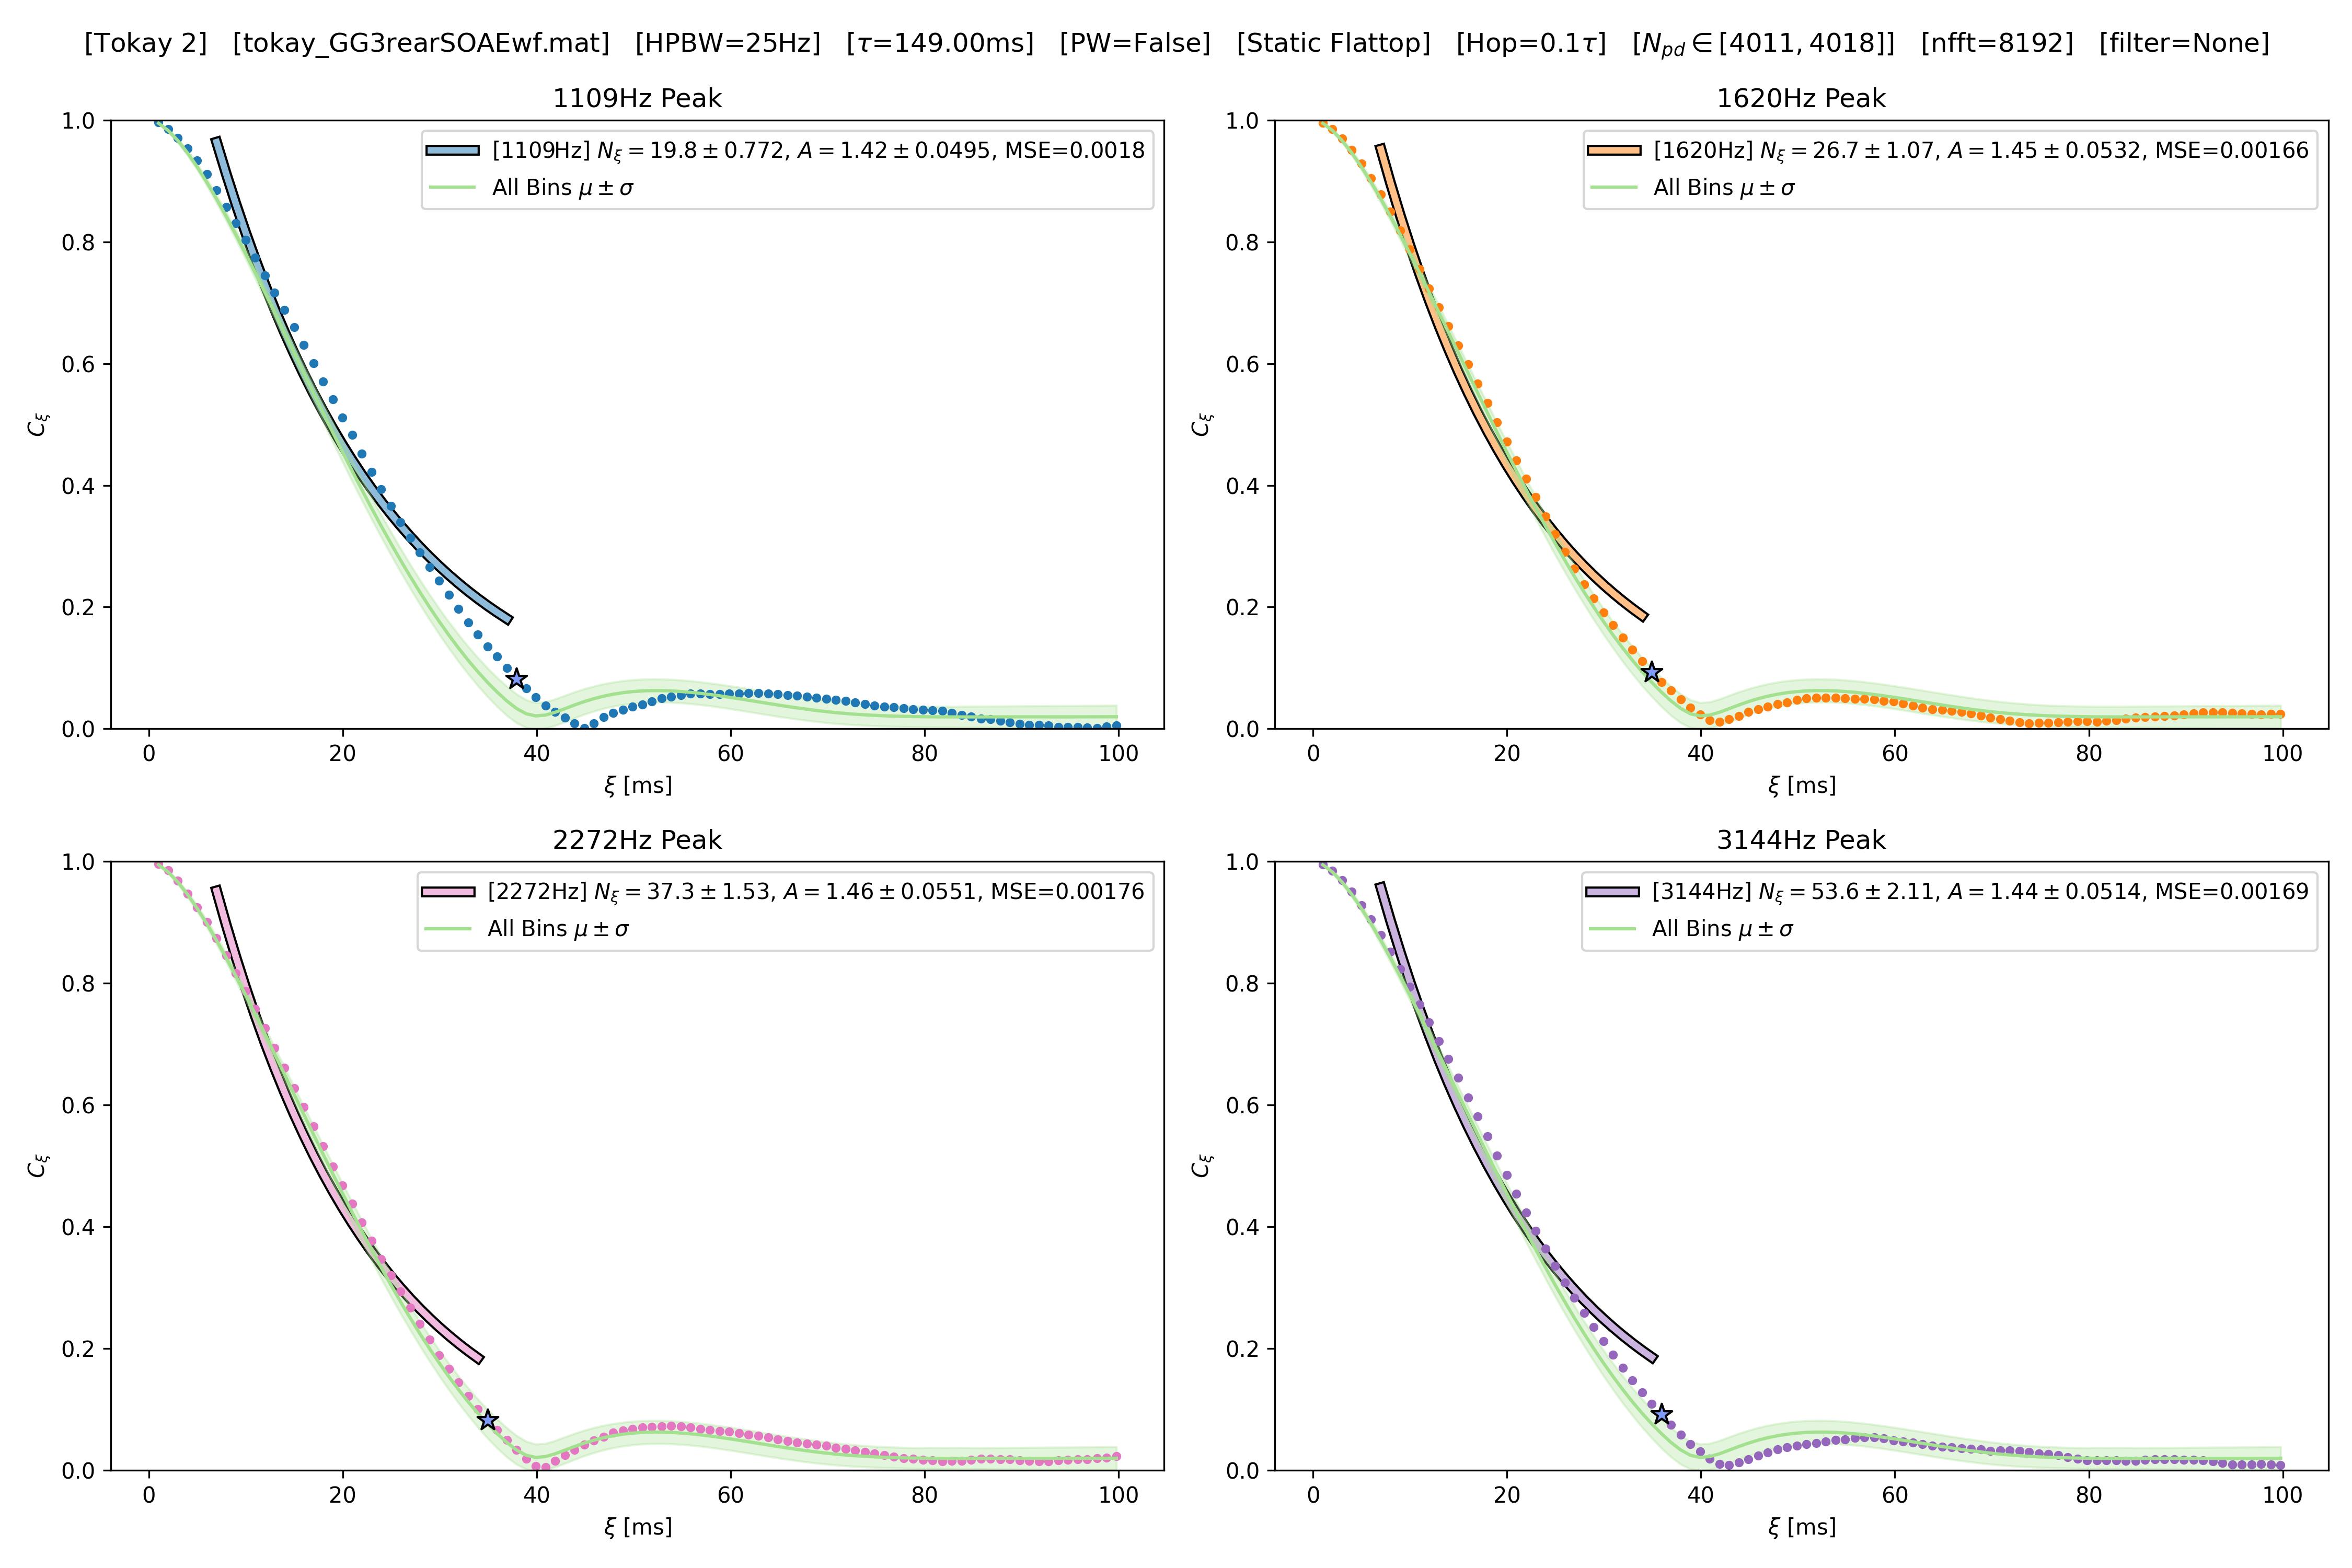 [Tokay 2] [tokay_GG3rearSOAEwf.mat] [HPBW=25Hz] [τ=149.00ms] [PW=False] [Static Flattop] [Hop=0.1τ] [N_{pd} ∈ [4011, 4018]] [nfft=8192] [filter=None]
1109Hz Peak
[1109Hz] N_ξ = 19.8 ± 0.772, A = 1.42 ± 0.0495, MSE=0.0018
All Bins μ ± σ
1.0
0.8
0.6
0.4
0.2
0.0
C_ξ
0 20 40 60 80 100
ξ [ms]
1620Hz Peak
[1620Hz] N_ξ = 26.7 ± 1.07, A = 1.45 ± 0.0532, MSE=0.00166
All Bins μ ± σ
1.0
0.8
0.6
0.4
0.2
0.0
C_ξ
0 20 40 60 80 100
ξ [ms]
2272Hz Peak
[2272Hz] N_ξ = 37.3 ± 1.53, A = 1.46 ± 0.0551, MSE=0.00176
All Bins μ ± σ
1.0
0.8
0.6
0.4
0.2
0.0
C_ξ
0 20 40 60 80 100
ξ [ms]
3144Hz Peak
[3144Hz] N_ξ = 53.6 ± 2.11, A = 1.44 ± 0.0514, MSE=0.00169
All Bins μ ± σ
1.0
0.8
0.6
0.4
0.2
0.0
C_ξ
0 20 40 60 80 100
ξ [ms]